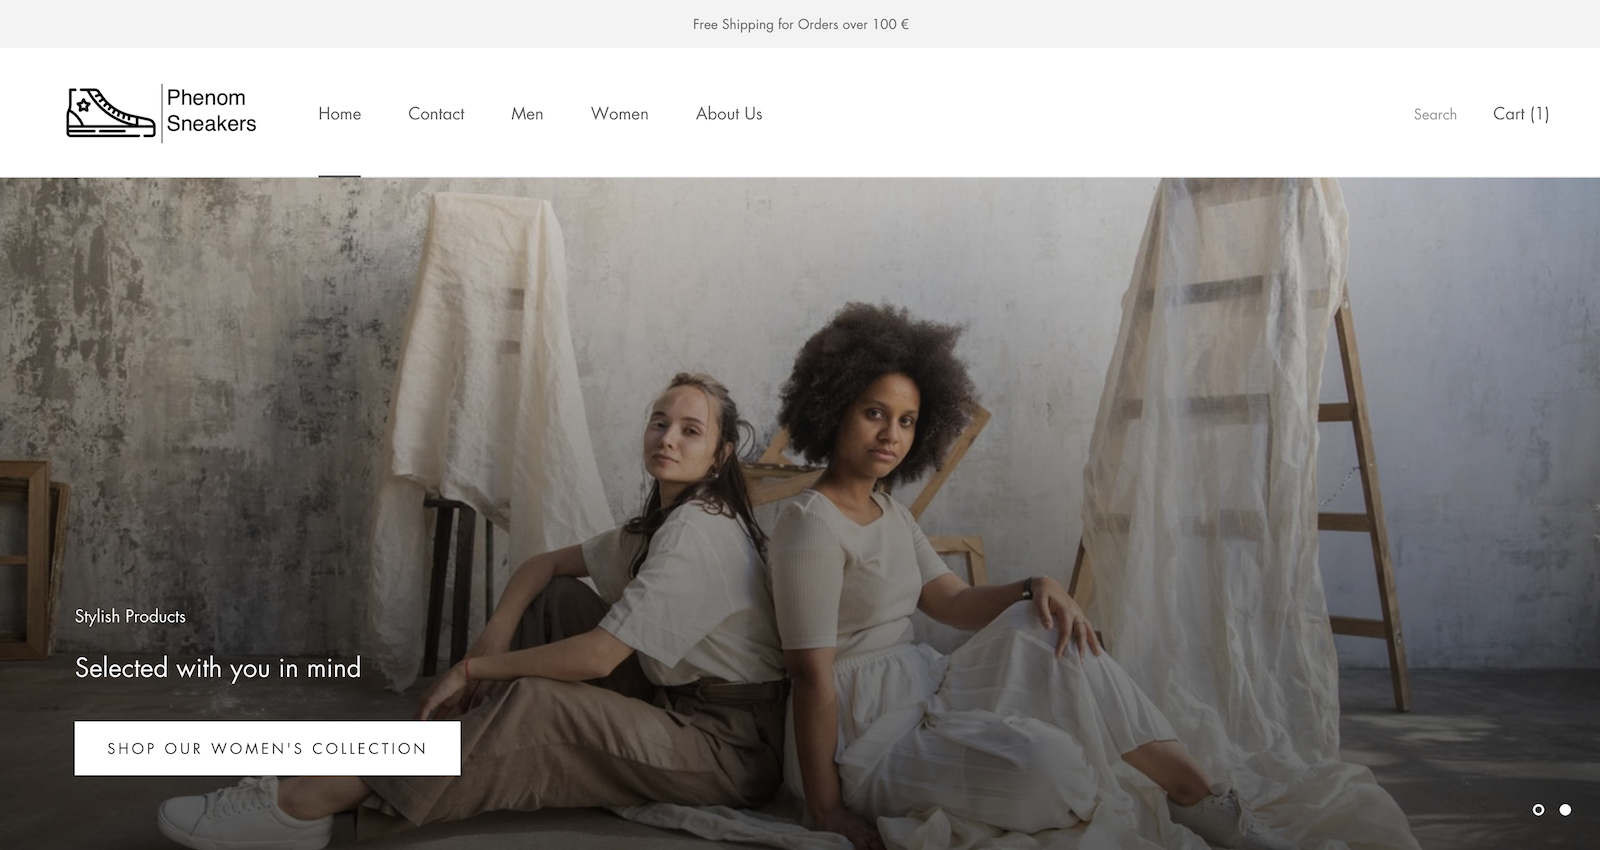 Free Shipping for Orders over 100 €
Phenom
Sneakers
Home Contact Men Women About Us Search Cart (1)
Stylish Products
Selected with you in mind
SHOP OUR WOMEN'S COLLECTION